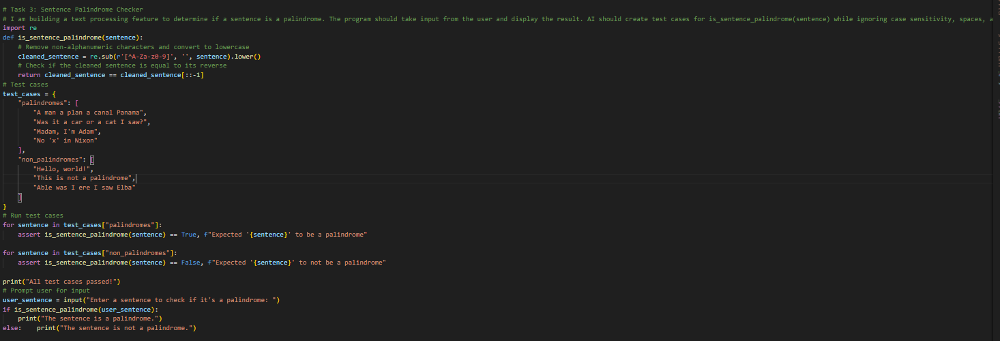 # Task 3: Sentence Palindrome Checker
# I am building a text processing feature to determine if a sentence is a palindrome. The program should take input from the user and display the result. AI should create test cases for is_sentence_palindrome(sentence) while ignoring case sensitivity, spaces, a
import re
def is_sentence_palindrome(sentence):
    # Remove non-alphanumeric characters and convert to lowercase
    cleaned_sentence = re.sub(r'[^A-Za-z0-9]', '', sentence).lower()
    # Check if the cleaned sentence is equal to its reverse
    return cleaned_sentence == cleaned_sentence[::-1]
# Test cases
test_cases = {
    "palindromes": [
        "A man a plan a canal Panama",
        "Was it a car or a cat I saw?",
        "Madam, I'm Adam",
        "No 'x' in Nixon"
    ],
    "non_palindromes": [
        "Hello, world!",
        "This is not a palindrome",
        "Able was I ere I saw Elba"
    ]
}
# Run test cases
for sentence in test_cases["palindromes"]:
    assert is_sentence_palindrome(sentence) == True, f"Expected '{sentence}' to be a palindrome"

for sentence in test_cases["non_palindromes"]:
    assert is_sentence_palindrome(sentence) == False, f"Expected '{sentence}' to not be a palindrome"

print("All test cases passed!")
# Prompt user for input
user_sentence = input("Enter a sentence to check if it's a palindrome: ")
if is_sentence_palindrome(user_sentence):
    print("The sentence is a palindrome.")
else:    print("The sentence is not a palindrome.")